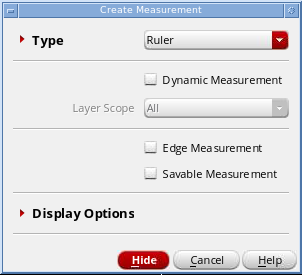 Create Measurement
Type Ruler
Dynamic Measurement
Layer Scope All
Edge Measurement
Savable Measurement
Display Options
Hide Cancel Help